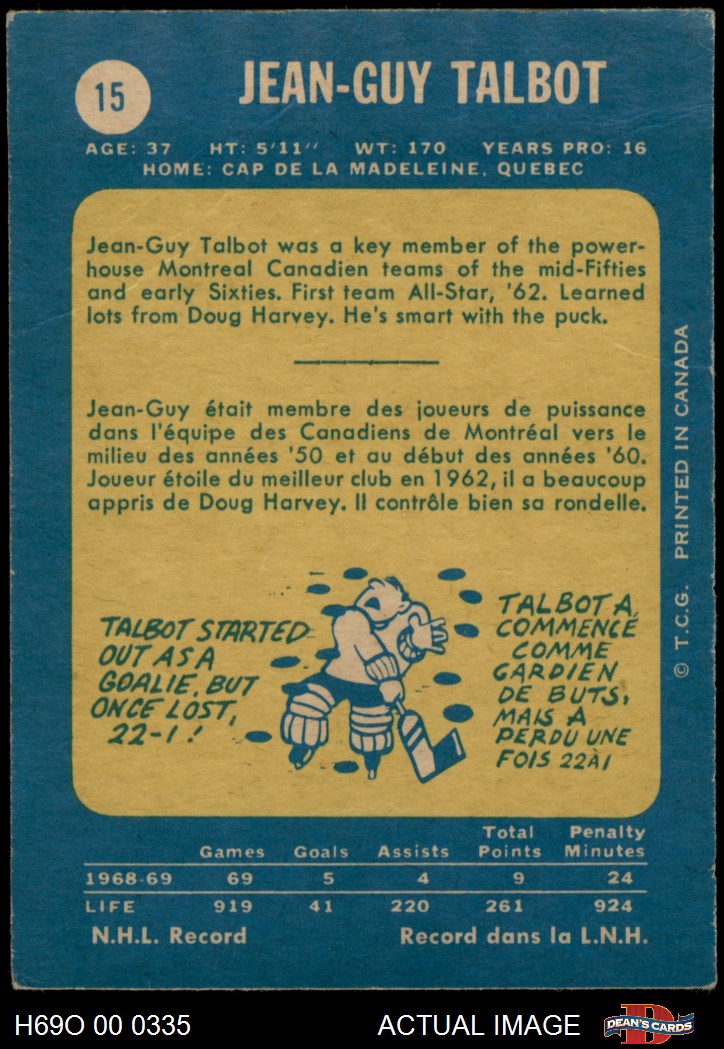 15
JEAN-GUY TALBOT
AGE: 37 HT: 5'11'' WT: 170 YEARS PRO: 16
HOME: CAP DE LA MADELEINE, QUEBEC
Jean-Guy Talbot was a key member of the power-
house Montreal Canadien teams of the mid-Fifties
and early Sixties. First team All-Star, '62. Learned
lots from Doug Harvey. He's smart with the puck.
Jean-Guy était membre des joueurs de puissance
dans l'équipe des Canadiens de Montréal vers le
milieu des années '50 et au début des années '60.
Joueur étoile du meilleur club en 1962, il a beaucoup
appris de Doug Harvey. Il contrôle bien sa rondelle.
TALBOT STARTED
OUT AS A
GOALIE, BUT
ONCE LOST,
22-1!
TALBOT A
COMMENCÉ
COMME
GARDIEN
DE BUTS,
MAIS A
PERDU UNE
FOIS 22 À 1
© T.C.G. PRINTED IN CANADA
Games Goals Assists Total Points Penalty Minutes
1968-69 69 5 4 9 24
LIFE 919 41 220 261 924
N.H.L. Record Record dans la L.N.H.
H69O 00 0335 ACTUAL IMAGE
D
DEAN'S CARDS